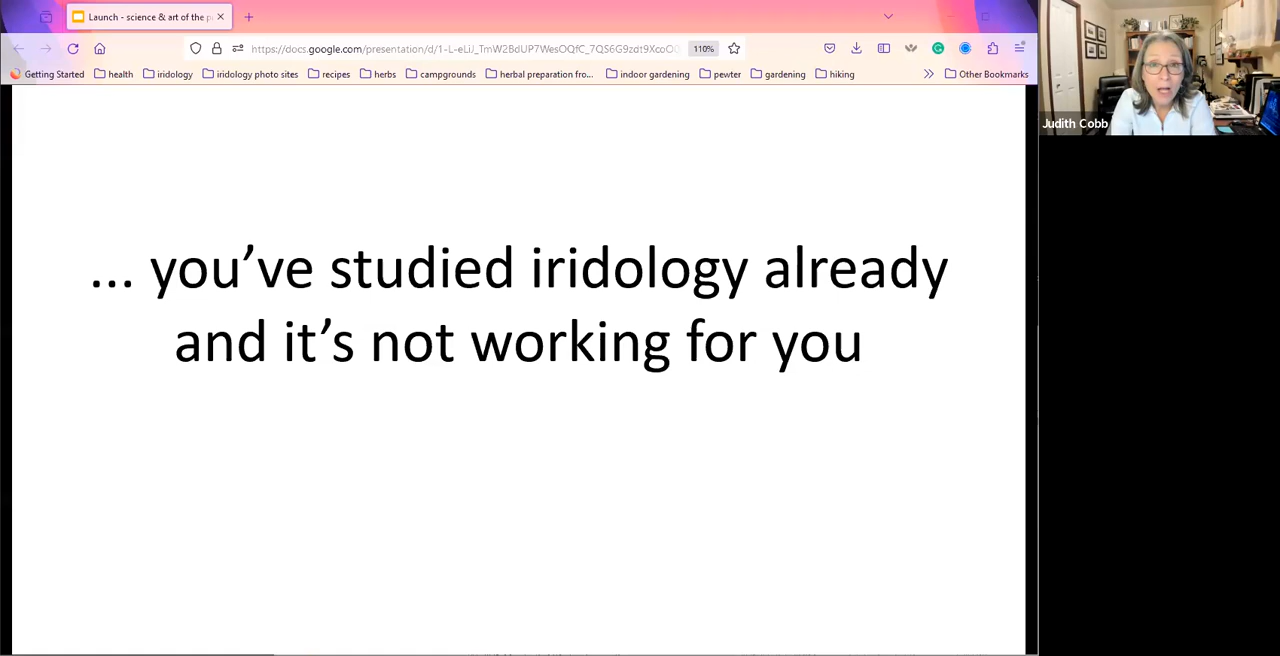 Launch - science & art of the p
https://docs.google.com/presentation/d/1-L-eLiJ_TmW2BdUP7WesOQfC_7QS6G9zdt9XcoO
110%
Getting Started health iridology iridology photo sites recipes herbs campgrounds herbal preparation fro... indoor gardening pewter gardening hiking Other Bookmarks
Judith Cobb
... you’ve studied iridology already
and it’s not working for you